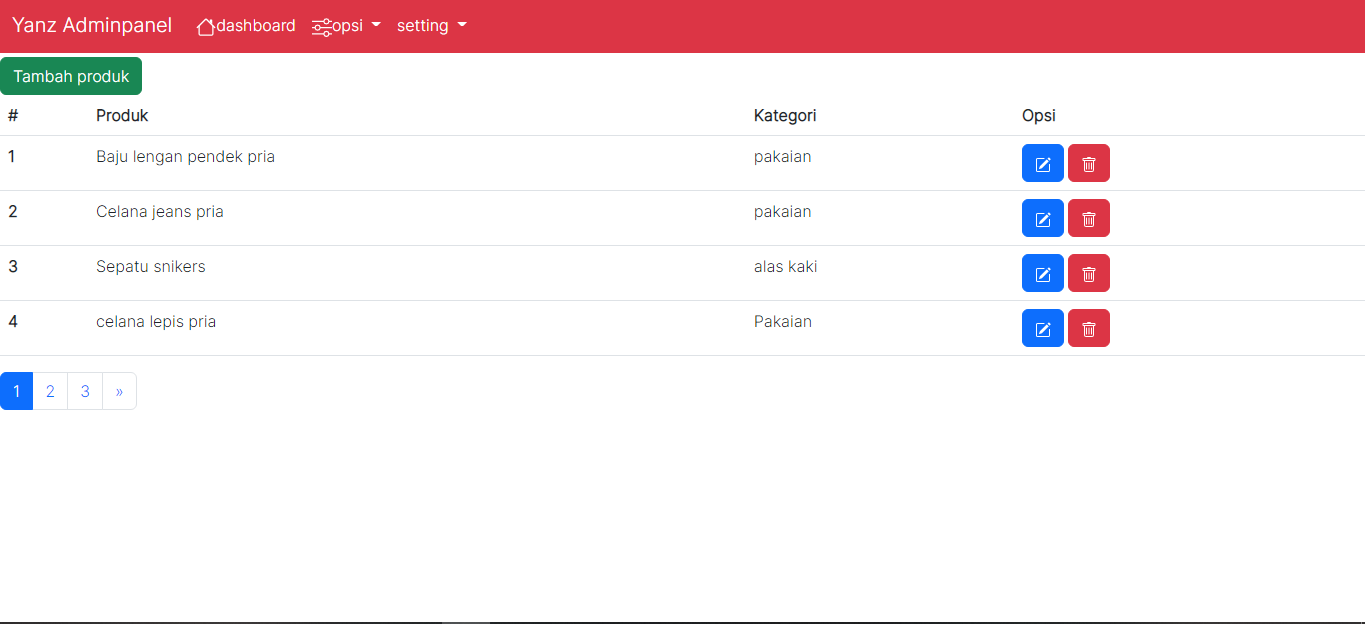 Yanz Adminpanel dashboard opsi setting
Tambah produk
# Produk Kategori Opsi
1 Baju lengan pendek pria pakaian
2 Celana jeans pria pakaian
3 Sepatu snikers alas kaki
4 celana lepis pria Pakaian
1 2 3 »